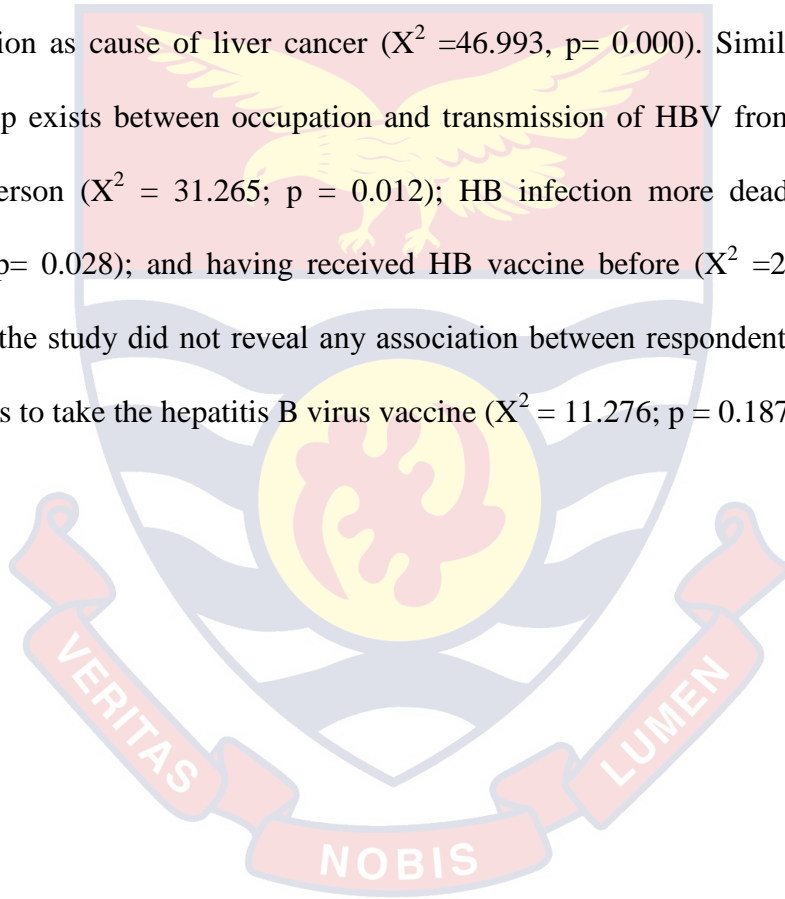 ion as cause of liver cancer (X² =46.993, p= 0.000). Simil
p exists between occupation and transmission of HBV from
erson (X² = 31.265; p = 0.012); HB infection more dead
p= 0.028); and having received HB vaccine before (X² =2
the study did not reveal any association between respondent
s to take the hepatitis B virus vaccine (X² = 11.276; p = 0.187
VERITAS
NOBIS
LUMEN